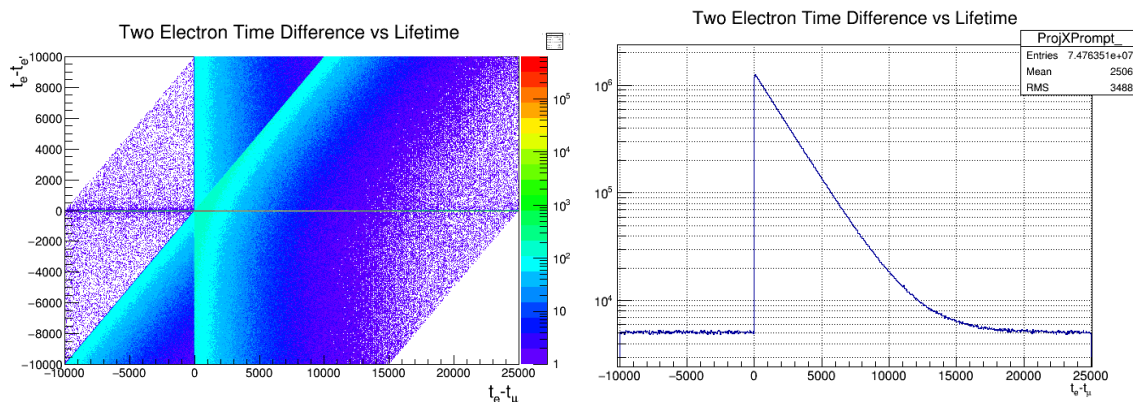 Two Electron Time Difference vs Lifetime
t_e-t_e'
10000
8000
6000
4000
2000
0
−2000
−4000
−6000
−8000
−10000
−10000 −5000 0 5000 10000 15000 20000 25000
t_e-t_μ
10^5
10^4
10^3
10^2
10
1
Two Electron Time Difference vs Lifetime
ProjXPrompt_
Entries 7.476351e+07
Mean 2506
RMS 3488
10^6
10^5
10^4
−10000 −5000 0 5000 10000 15000 20000 25000
t_e-t_μ